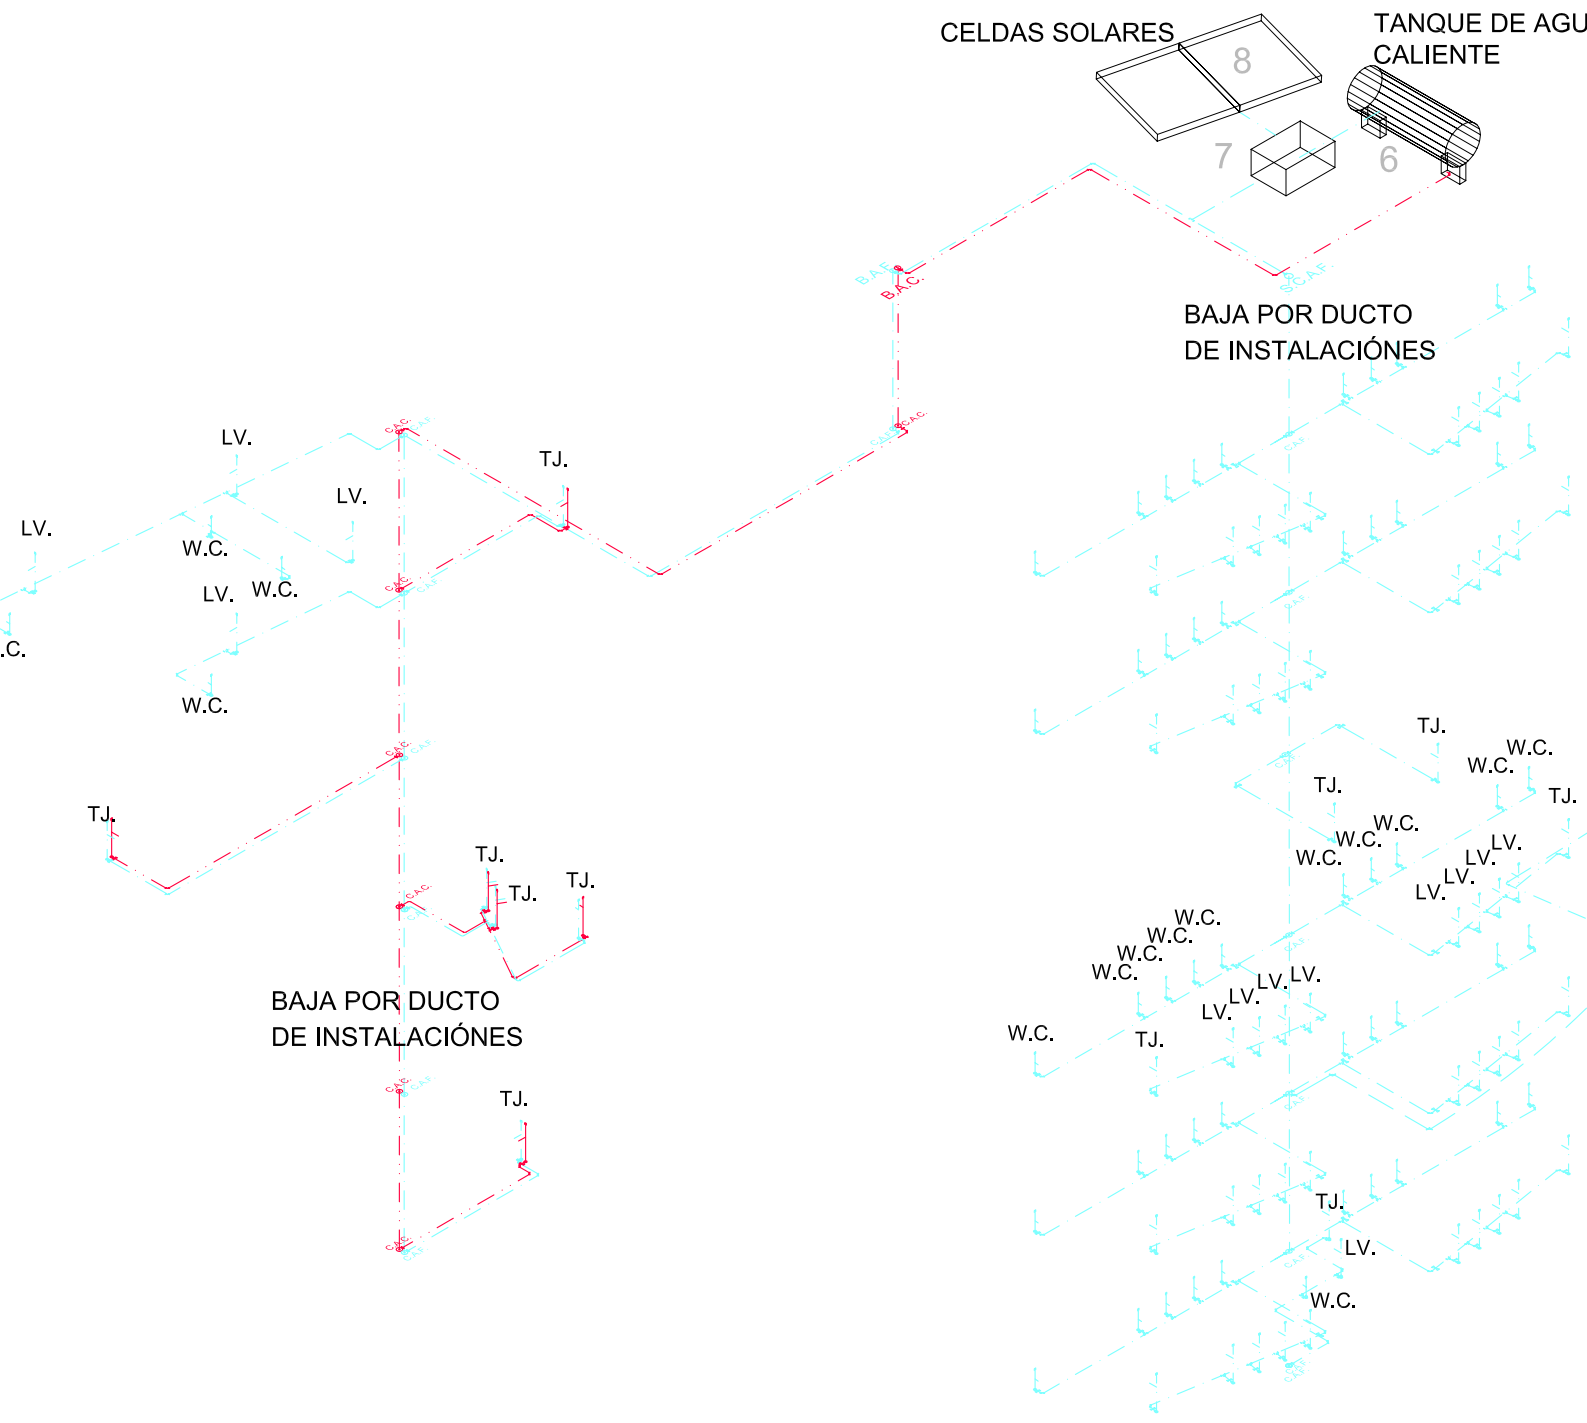 CELDAS SOLARES
TANQUE DE AGU
CALIENTE
8
7
6
B.A.F.
B.A.C.
S.C.A.F.
BAJA POR DUCTO
DE INSTALACIÓNES
C.A.C.
C.A.F.
C.A.C.
C.A.F.
LV.
TJ.
LV.
LV.
W.C.
W.C.
LV.
C.A.C.
C.A.F.
.C.
W.C.
C.A.C.
C.A.F.
TJ.
TJ.
TJ.
TJ.
C.A.C.
BAJA POR DUCTO
DE INSTALACIÓNES
C.A.C.
C.A.F.
TJ.
C.A.C.
C.A.F.
C.A.F.
C.A.F.
TJ.
W.C.
W.C.
TJ.
TJ.
W.C.
W.C.
W.C.
LV.
LV.
LV.
LV.
W.C.
W.C.
W.C.
W.C.
C.A.F.
LV.
LV.
LV.
LV.
W.C.
TJ.
C.A.F.
TJ.
LV.
C.A.F.
W.C.
C.A.F.